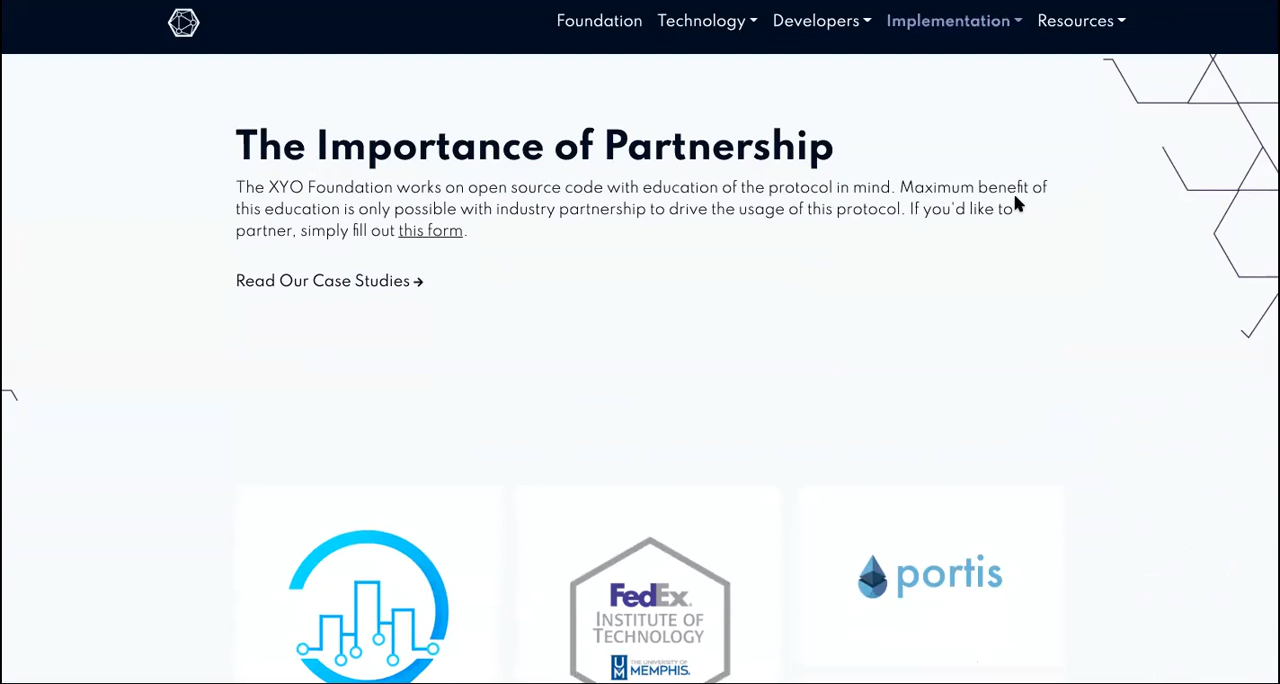 Foundation Technology Developers Implementation Resources
The Importance of Partnership
The XYO Foundation works on open source code with education of the protocol in mind. Maximum benefit of
this education is only possible with industry partnership to drive the usage of this protocol. If you'd like to
partner, simply fill out this form.
Read Our Case Studies
FedEx.
INSTITUTE OF
TECHNOLOGY
THE UNIVERSITY OF
MEMPHIS.
portis